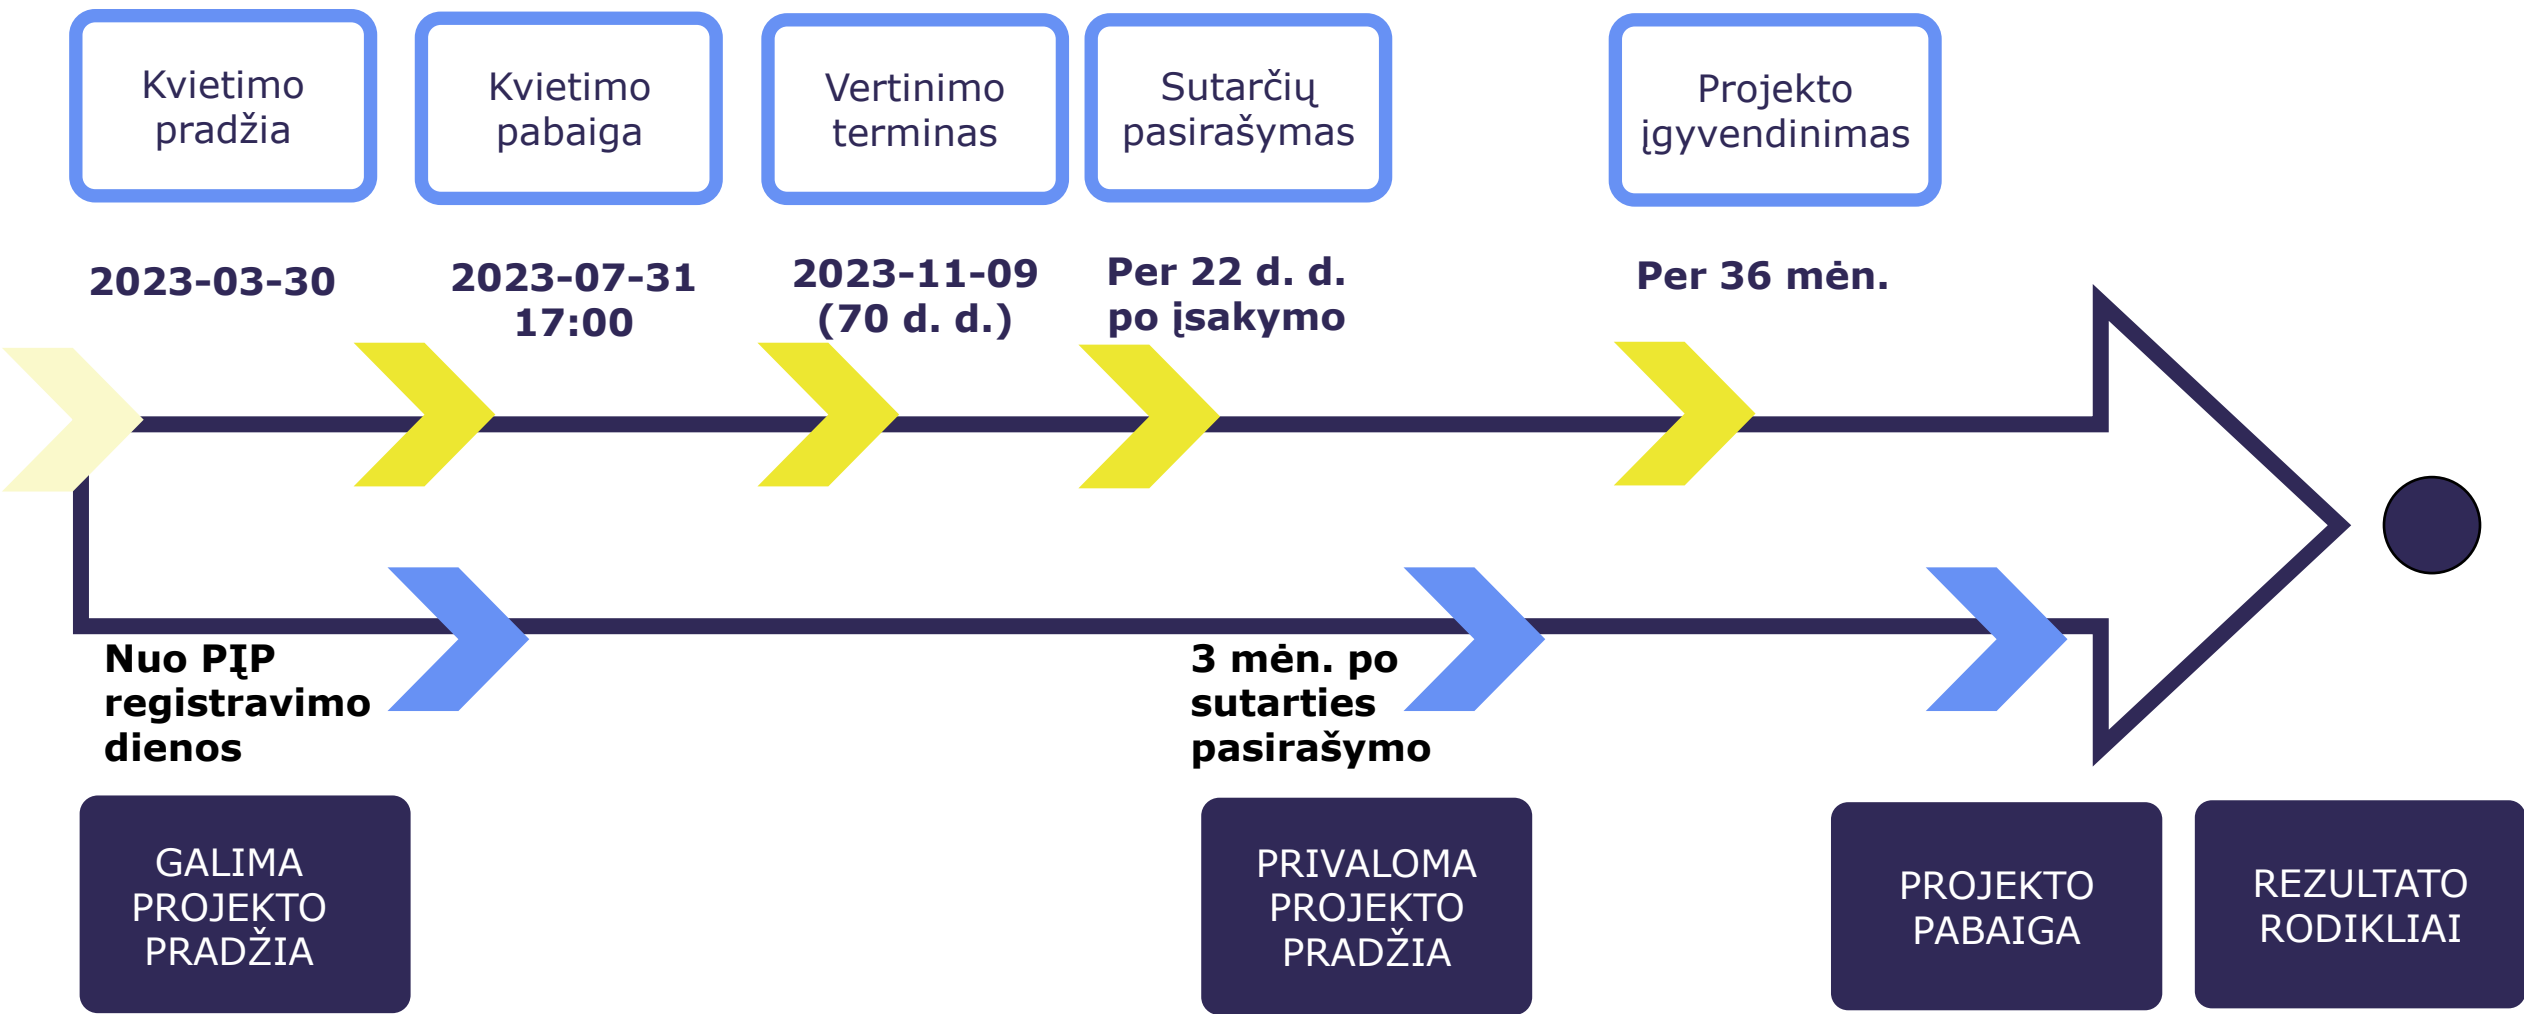 Kvietimo
pradžia
Kvietimo
pabaiga
Vertinimo
terminas
Sutarčių
pasirašymas
Projekto
įgyvendinimas
2023-03-30
2023-07-31
17:00
2023-11-09
(70 d. d.)
Per 22 d. d.
po įsakymo
Per 36 mėn.
Nuo PĮP
registravimo
dienos
3 mėn. po
sutarties
pasirašymo
GALIMA
PROJEKTO
PRADŽIA
PRIVALOMA
PROJEKTO
PRADŽIA
PROJEKTO
PABAIGA
REZULTATO
RODIKLIAI